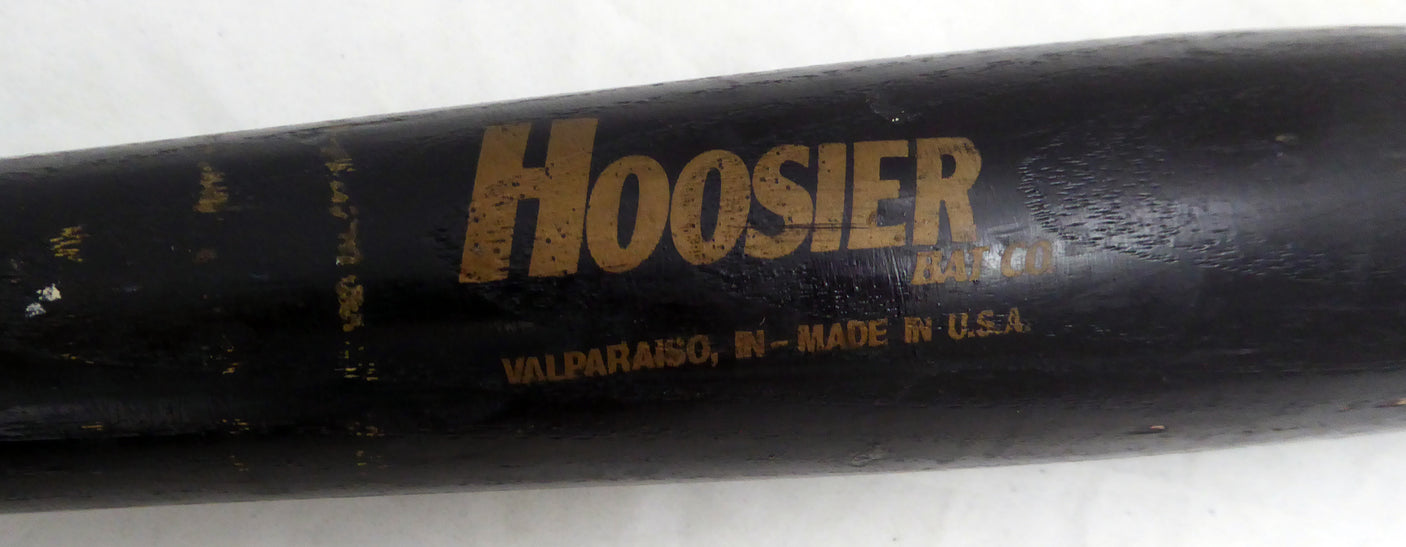 HOOSIER
BAT CO.
VALPARAISO, IN - MADE IN U.S.A.